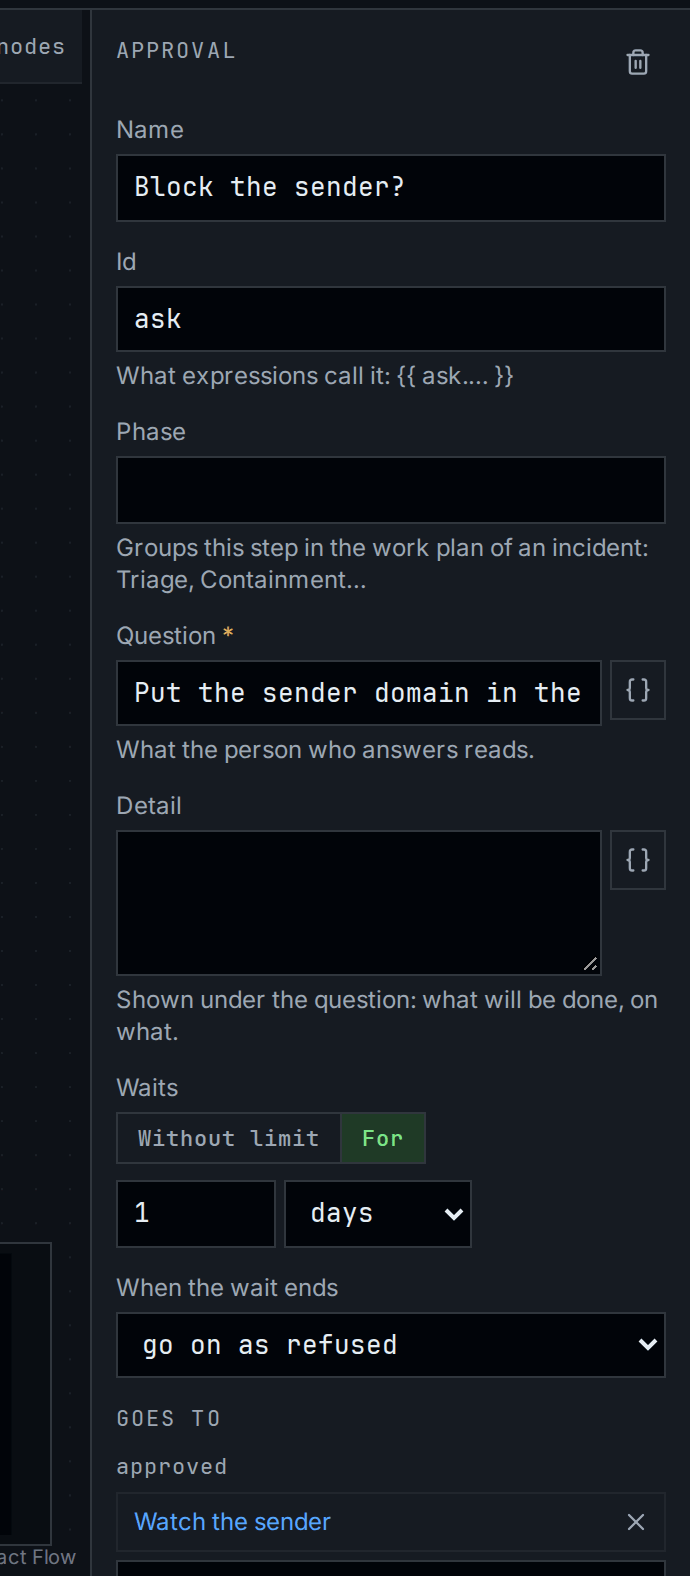 nodes
APPROVAL
Name
Block the sender?
Id
ask
What expressions call it: {{ ask.... }}
Phase
Groups this step in the work plan of an incident:
Triage, Containment...
Question *
Put the sender domain in the
{}
What the person who answers reads.
Detail
{}
Shown under the question: what will be done, on
what.
Waits
Without limit For
1 days
When the wait ends
go on as refused
GOES TO
approved
Watch the sender
act Flow